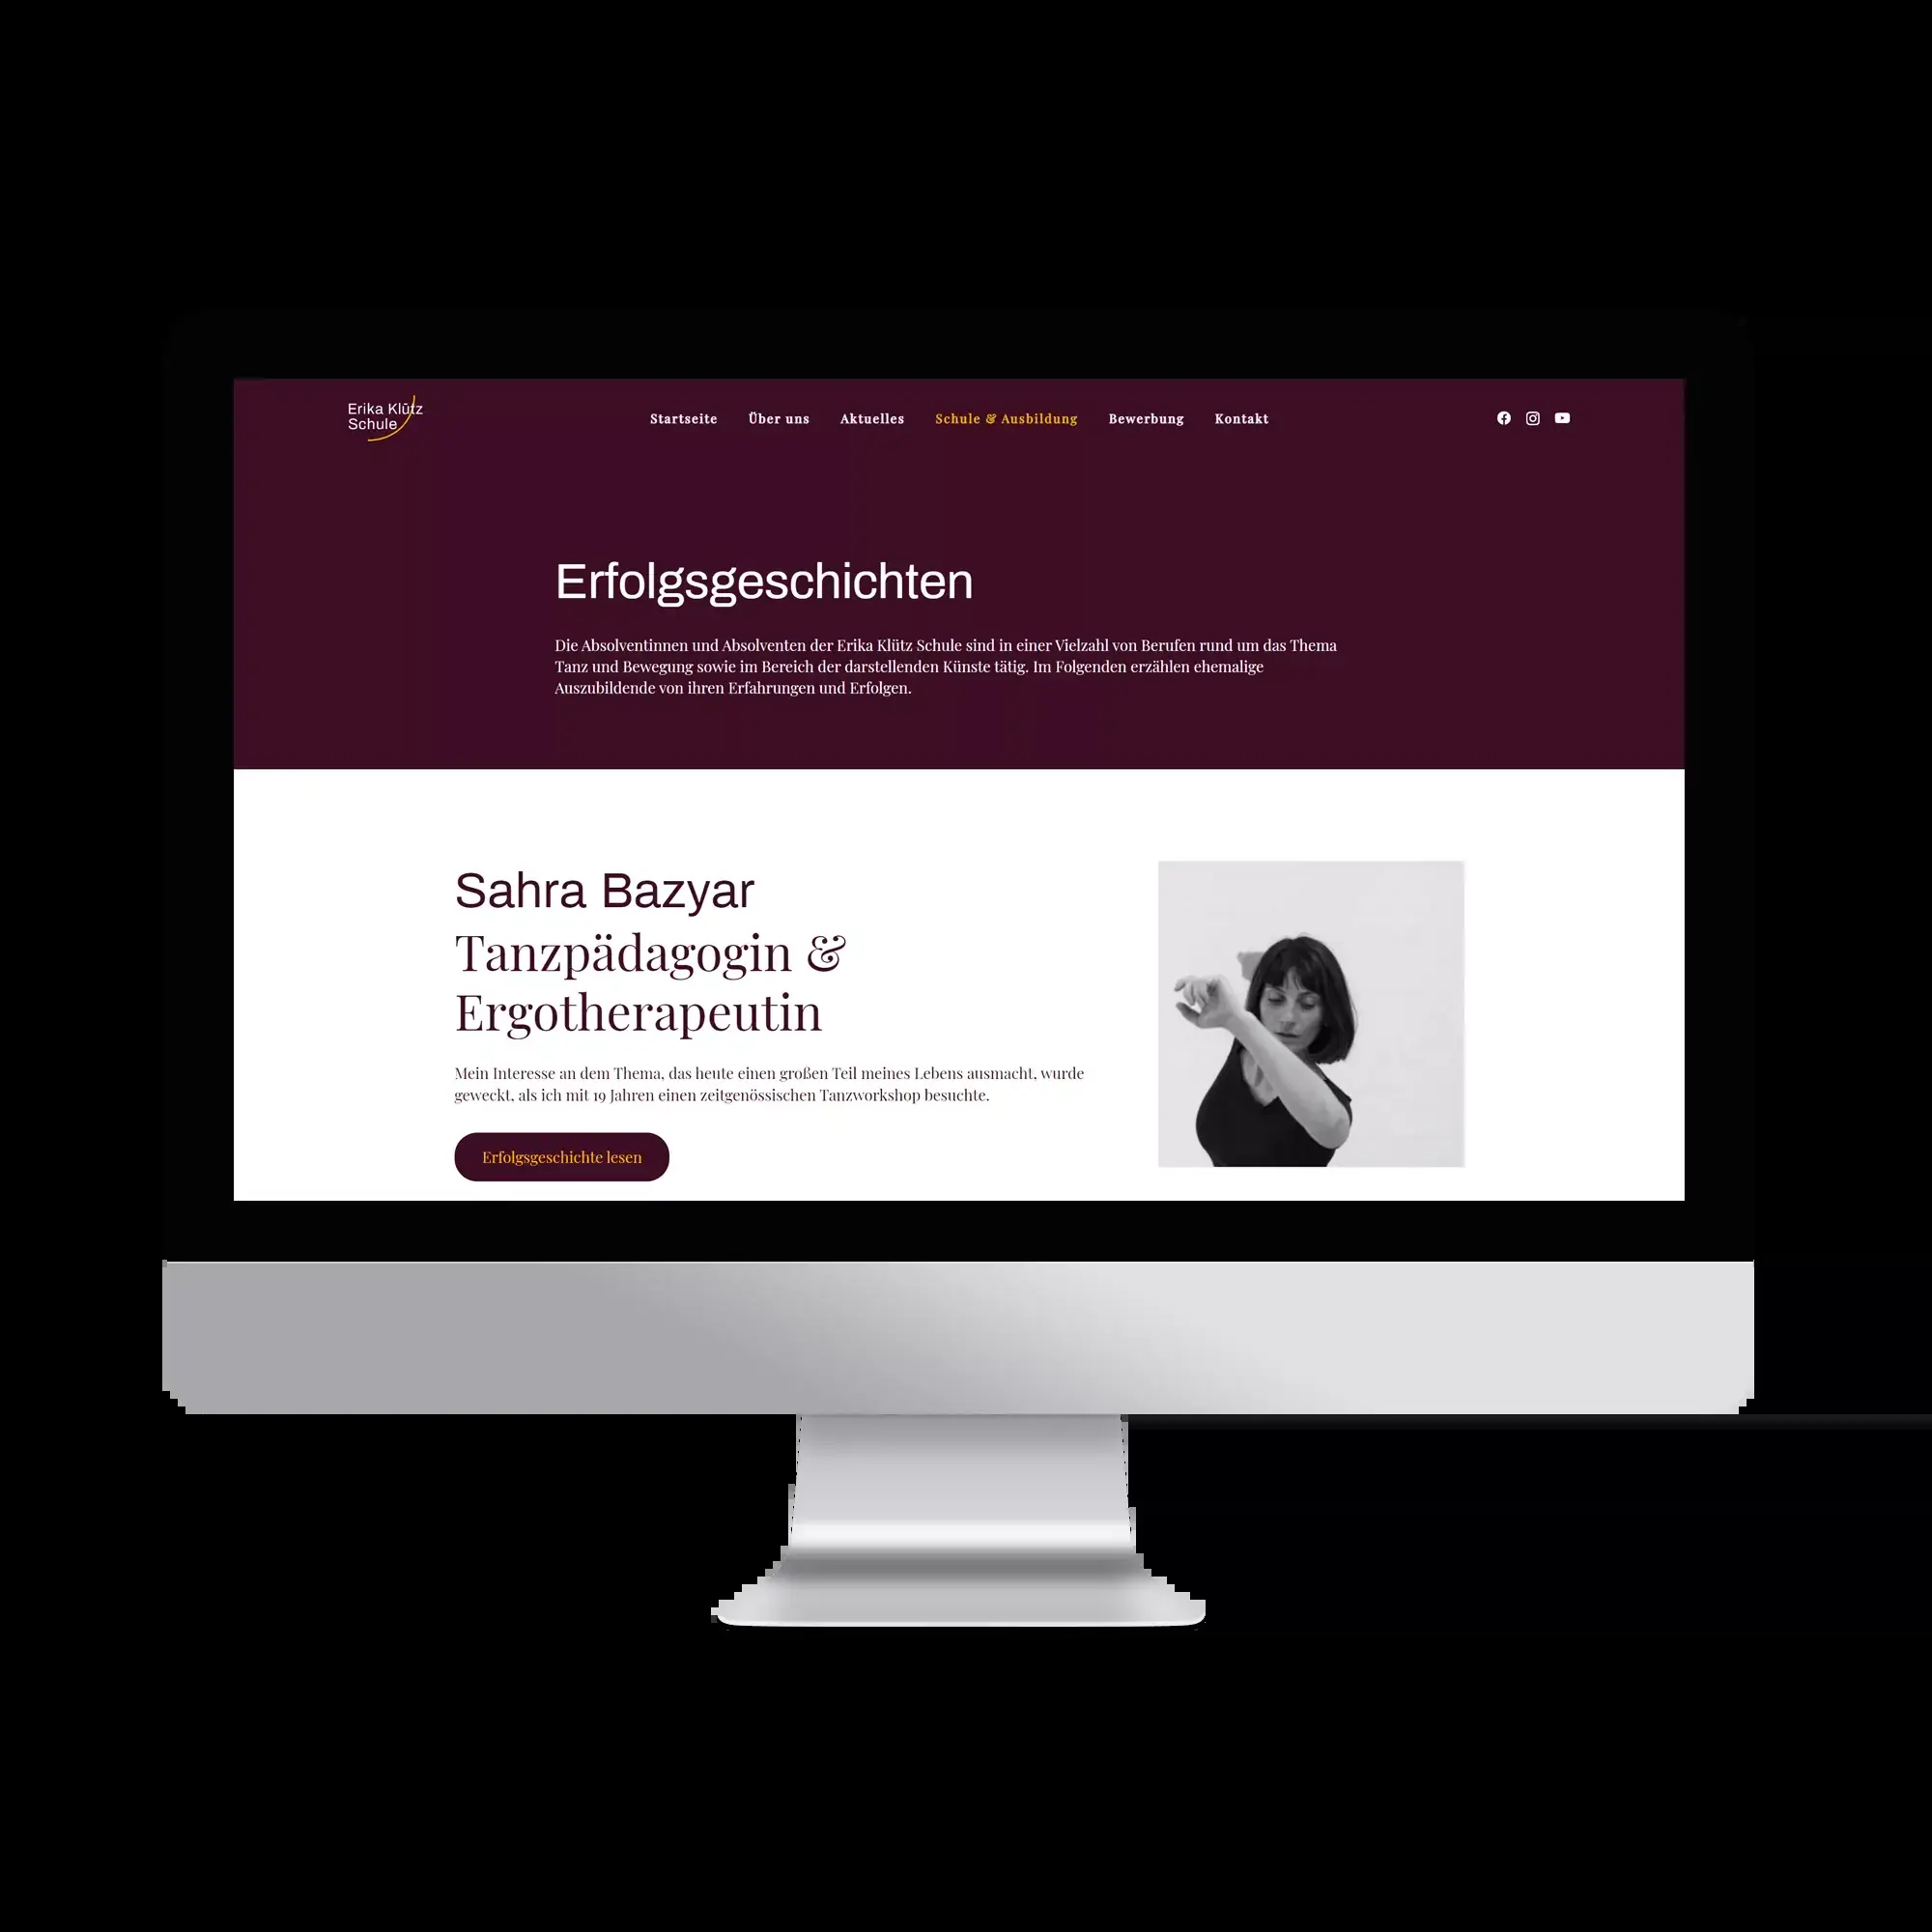 Erika Klütz
Schule
Startseite Über uns Aktuelles Schule & Ausbildung Bewerbung Kontakt
Erfolgsgeschichten
Die Absolventinnen und Absolventen der Erika Klütz Schule sind in einer Vielzahl von Berufen rund um das Thema
Tanz und Bewegung sowie im Bereich der darstellenden Künste tätig. Im Folgenden erzählen ehemalige
Auszubildende von ihren Erfahrungen und Erfolgen.
Sahra Bazyar
Tanzpädagogin &
Ergotherapeutin
Mein Interesse an dem Thema, das heute einen großen Teil meines Lebens ausmacht, wurde
geweckt, als ich mit 19 Jahren einen zeitgenössischen Tanzworkshop besuchte.
Erfolgsgeschichte lesen